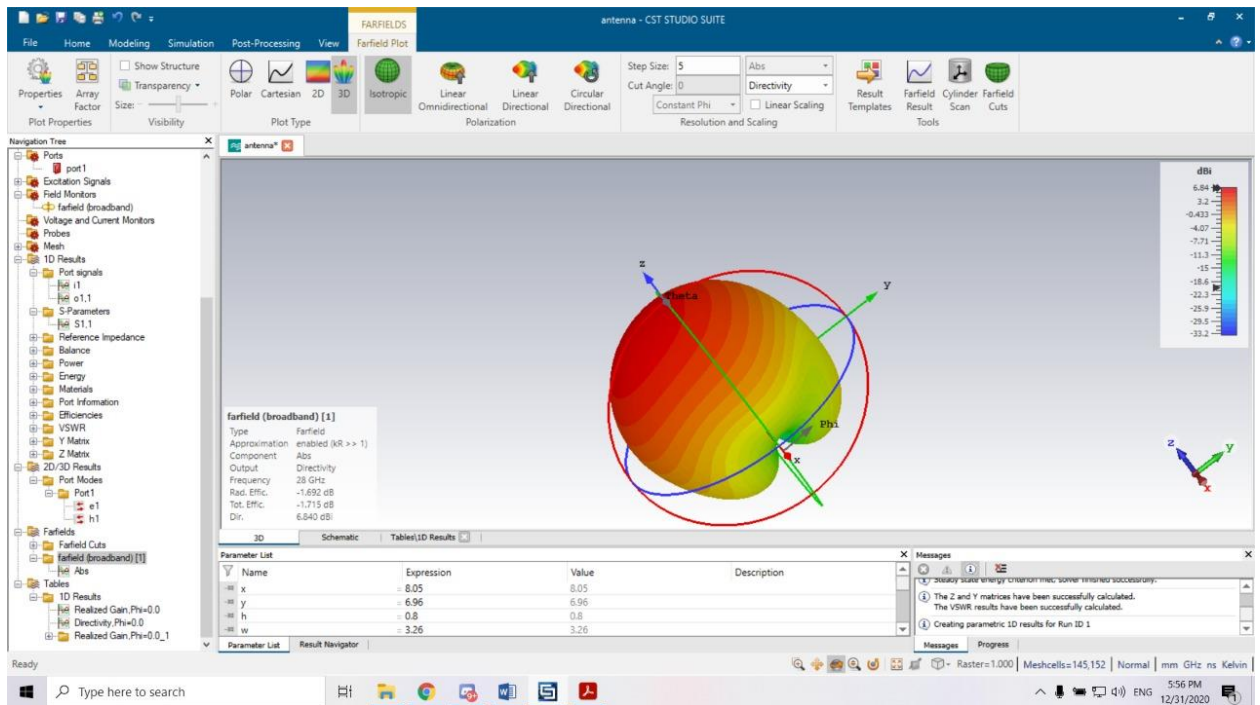 FARFIELDS
antenna - CST STUDIO SUITE
File Home Modeling Simulation Post-Processing View Farfield Plot
Properties
Array Factor
Show Structure
Transparency
Size:
Polar Cartesian 2D 3D
Isotropic
Linear Omnidirectional
Linear Directional
Circular Directional
Step Size: 5
Cut Angle: 0
Constant Phi
Abs
Directivity
Linear Scaling
Result Templates
Farfield Result
Cylinder Scan
Farfield Cuts
Plot Properties Visibility Plot Type Polarization Resolution and Scaling Tools
Navigation Tree
Ports
port1
Excitation Signals
Field Monitors
farfield (broadband)
Voltage and Current Monitors
Probes
Mesh
1D Results
Port signals
i1
o1,1
S-Parameters
S1,1
Reference Impedance
Balance
Power
Energy
Materials
Port Information
Efficiencies
VSWR
Y Matrix
Z Matrix
2D/3D Results
Port Modes
Port1
e1
h1
Farfields
Farfield Cuts
farfield (broadband) [1]
Abs
Tables
1D Results
Realized Gain,Phi=0.0
Directivity,Phi=0.0
Realized Gain,Phi=0.0_1
antenna*
dBi
6.84
3.2
-0.433
-4.07
-7.71
-11.3
-15
-18.6
-22.3
-25.9
-29.5
-33.2
z
Theta
y
Phi
x
z
y
x
farfield (broadband) [1]
Type Farfield
Approximation enabled (kR >> 1)
Component Abs
Output Directivity
Frequency 28 GHz
Rad. Effic. -1.692 dB
Tot. Effic. -1.715 dB
Dir. 6.840 dBi
3D Schematic Tables\1D Results
Parameter List
Name Expression Value Description
x = 8.05 8.05
y = 6.96 6.96
h = 0.8 0.8
w = 3.26 3.26
Parameter List Result Navigator
Messages
Steady state energy criterion met, solver finished successfully.
The Z and Y matrices have been successfully calculated.
The VSWR results have been successfully calculated.
Creating parametric 1D results for Run ID 1
Messages Progress
Ready
Raster=1.000 Meshcells=145,152 Normal mm GHz ns Kelvin
Type here to search
ENG
5:56 PM
12/31/2020